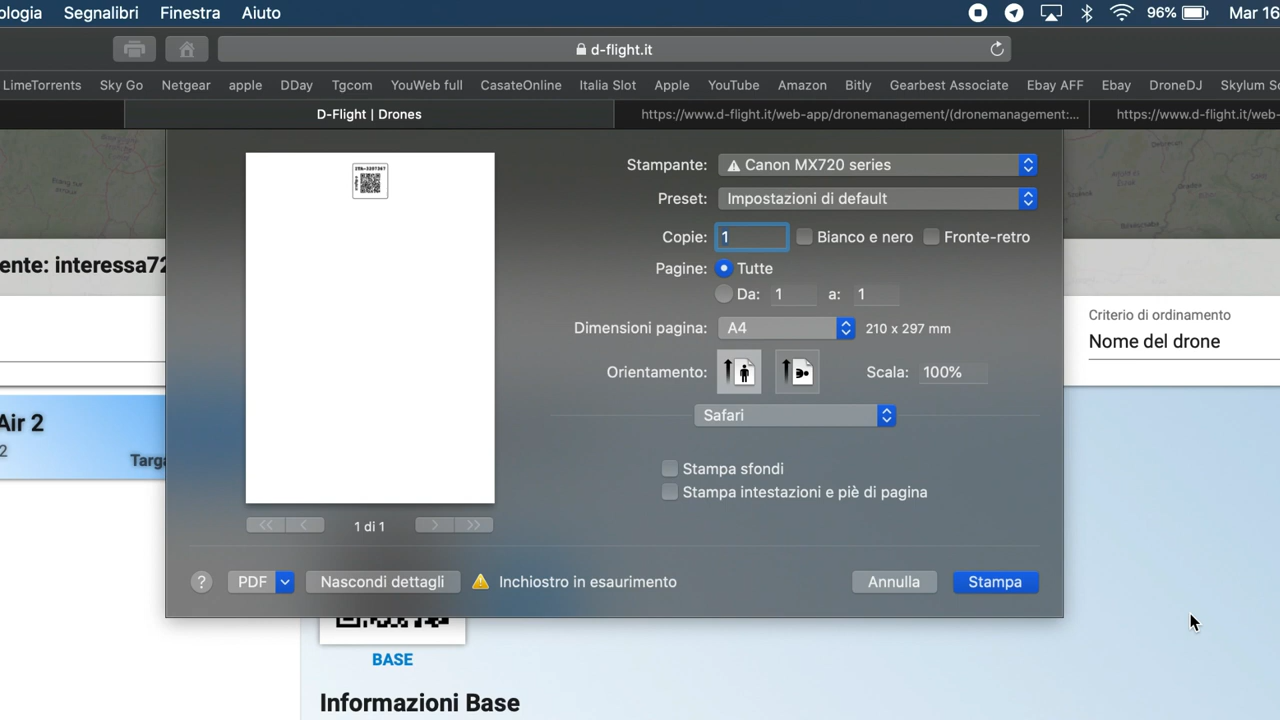 ologia Segnalibri Finestra Aiuto 96% Mar 16
d-flight.it
LimeTorrents Sky Go Netgear apple DDay Tgcom YouWeb full CasateOnline Italia Slot Apple YouTube Amazon Bitly Gearbest Associate Ebay AFF Ebay DroneDJ Skylum So
D-Flight | Drones https://www.d-flight.it/web-app/dronemanagement/(dronemanagement:... https://www.d-flight.it/web-
Stampante: Canon MX720 series
Preset: Impostazioni di default
Copie: 1 Bianco e nero Fronte-retro
Pagine: Tutte
Da: 1 a: 1
Dimensioni pagina: A4 210 x 297 mm
Orientamento: Scala: 100%
Safari
Stampa sfondi
Stampa intestazioni e piè di pagina
1 di 1
? PDF Nascondi dettagli Inchiostro in esaurimento Annulla Stampa
ente: interessa72
Criterio di ordinamento
Nome del drone
Air 2
2 Targa
BASE
Informazioni Base